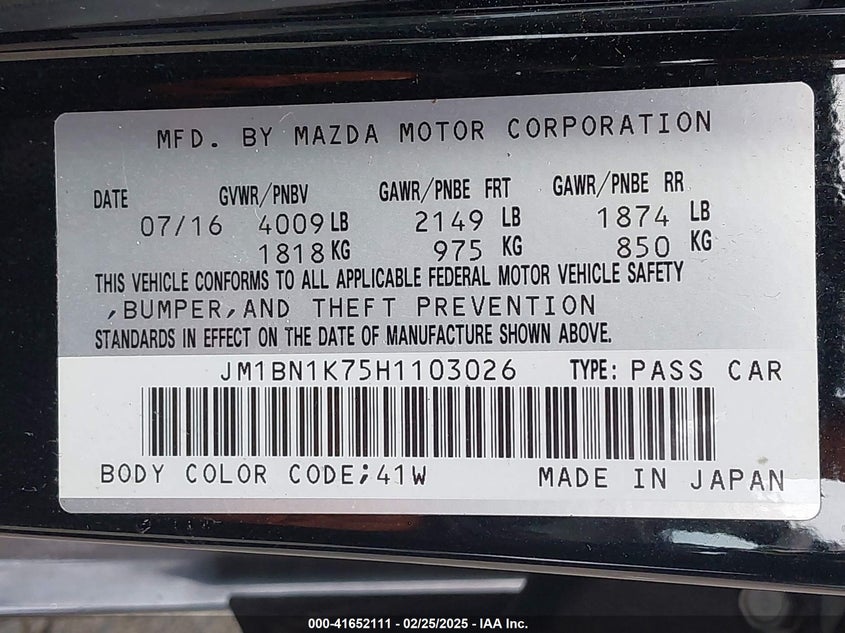 MFD. BY MAZDA MOTOR CORPORATION
DATE GVWR/PNBV GAWR/PNBE FRT GAWR/PNBE RR
07/16 4009 LB 2149 LB 1874 LB
1818 KG 975 KG 850 KG
THIS VEHICLE CONFORMS TO ALL APPLICABLE FEDERAL MOTOR VEHICLE SAFETY
,BUMPER,AND THEFT PREVENTION
STANDARDS IN EFFECT ON THE DATE OF MANUFACTURE SHOWN ABOVE.
JM1BN1K75H1103026 TYPE: PASS CAR
BODY COLOR CODE;41W MADE IN JAPAN
000-41652111 - 02/25/2025 - IAA Inc.